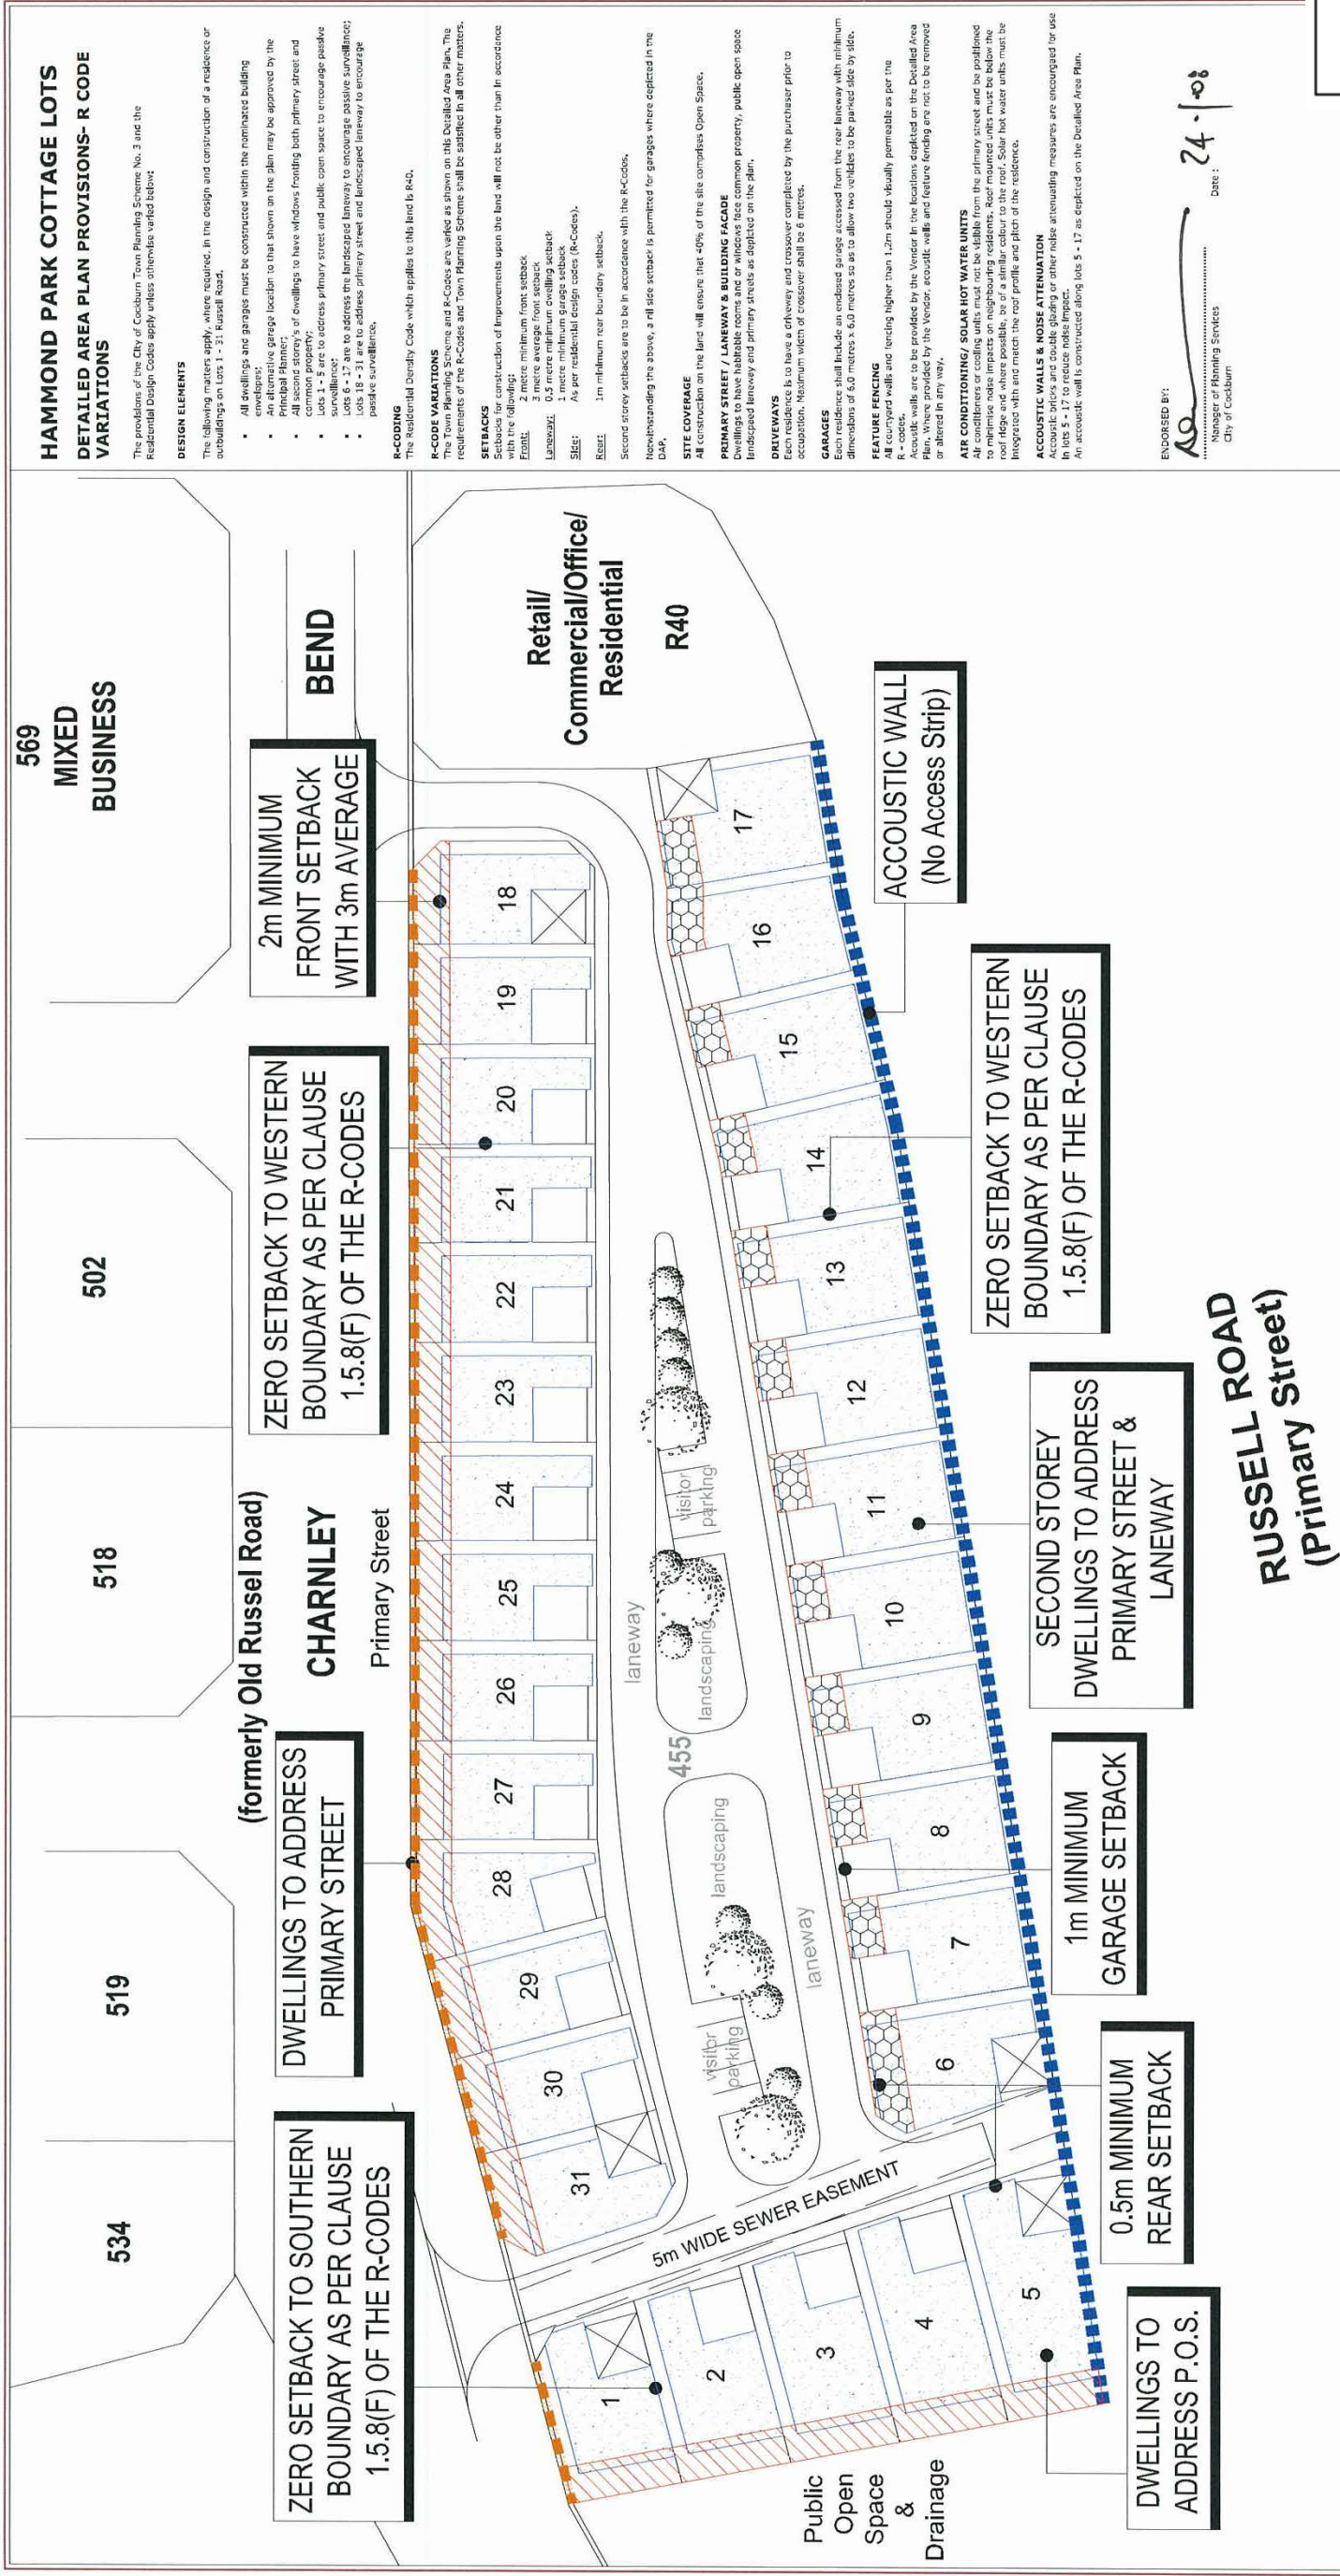 HAMMOND PARK COTTAGE LOTS
DETAILED AREA PLAN PROVISIONS- R CODE
VARIATIONS
The provisions of the City of Cockburn Town Planning Scheme No. 3 and the
Residential Design Codes apply unless otherwise varied below:
DESIGN ELEMENTS
The following matters apply, where required, in the design and construction of a residence or
outbuildings on Lots 1 - 31 Russell Road.
• All dwellings and garages must be constructed within the nominated building
envelopes;
• An alternative garage location to that shown on the plan may be approved by the
Principal Planner;
• All second storey's of dwellings to have windows fronting both primary street and
common property;
• Lots 1 - 5 are to address primary street and public open space to encourage passive
surveillance;
• Lots 6 - 17 are to address the landscaped laneway to encourage passive surveillance;
• Lots 18 - 31 are to address primary street and landscaped laneway to encourage
passive surveillance.
R-CODING
The Residential Density Code which applies to this land is R40.
R-CODE VARIATIONS
The Town Planning Scheme and R-Codes are varied as shown on this Detailed Area Plan. The
requirements of the R-Codes and Town Planning Scheme shall be satisfied in all other matters.
SETBACKS
Setbacks for construction of improvements upon the land will not be other than in accordance
with the following:
Front: 2 metre minimum front setback
3 metre average front setback
Laneway: 0.5 metre minimum dwelling setback
1 metre minimum garage setback
Side: As per residential design codes (R-Codes).
Rear: 1m minimum rear boundary setback.
Second storey setbacks are to be in accordance with the R-Codes.
Notwithstanding the above, a nil side setback is permitted for garages where depicted in the
DAP.
SITE COVERAGE
All construction on the land will ensure that 40% of the site comprises Open Space.
PRIMARY STREET / LANEWAY & BUILDING FACADE
Dwellings to have habitable rooms and or windows face common property, public open space
landscaped laneway and primary streets as depicted on the plan.
DRIVEWAYS
Each residence is to have a driveway and crossover completed by the purchaser prior to
occupation. Maximum width of crossover shall be 6 metres.
GARAGES
Each residence shall include an enclosed garage accessed from the rear laneway with minimum
dimensions of 6.0 metres x 6.0 metres so as to allow two vehicles to be parked side by side.
FEATURE FENCING
All courtyard walls and fencing higher than 1.2m should visually permeable as per the
R - codes.
Acoustic walls are to be provided by the Vendor in the locations depicted on the Detailed Area
Plan. Where provided by the Vendor, acoustic walls and feature fencing are not to be removed
or altered in any way.
AIR CONDITIONING/ SOLAR HOT WATER UNITS
Air conditioners or cooling units must not be visible from the primary street and be positioned
to minimise noise impacts on neighbouring residents. Roof mounted units must be below the
roof ridge and where possible, be of a similar colour to the roof. Solar hot water units must be
integrated with and match the roof profile and pitch of the residence.
ACCOUSTIC WALLS & NOISE ATTENUATION
Accoustic bricks and double glazing or other noise attenuating measures are encourgaed for use
in lots 5 - 17 to reduce noise impact.
An accoustic wall is constructed along lots 5 - 17 as depicted on the Detailed Area Plan.
ENDORSED BY:
Manager of Planning Services
City of Cockburn
Date : 24.1.08
534
519
518
502
569
MIXED
BUSINESS
(formerly Old Russel Road)
CHARNLEY
BEND
Primary Street
ZERO SETBACK TO SOUTHERN
BOUNDARY AS PER CLAUSE
1.5.8(F) OF THE R-CODES
DWELLINGS TO ADDRESS
PRIMARY STREET
ZERO SETBACK TO WESTERN
BOUNDARY AS PER CLAUSE
1.5.8(F) OF THE R-CODES
2m MINIMUM
FRONT SETBACK
WITH 3m AVERAGE
Retail/
Commercial/Office/
Residential
R40
31
30
29
28
27
26
25
24
23
22
21
20
19
18
laneway
455
landscaping
visitor
parking
landscaping
visitor
parking
laneway
5m WIDE SEWER EASEMENT
1
2
3
4
5
6
7
8
9
10
11
12
13
14
15
16
17
Public
Open
Space
&
Drainage
DWELLINGS TO
ADDRESS P.O.S.
0.5m MINIMUM
REAR SETBACK
1m MINIMUM
GARAGE SETBACK
SECOND STOREY
DWELLINGS TO ADDRESS
PRIMARY STREET &
LANEWAY
ZERO SETBACK TO WESTERN
BOUNDARY AS PER CLAUSE
1.5.8(F) OF THE R-CODES
ACCOUSTIC WALL
(No Access Strip)
RUSSELL ROAD
(Primary Street)